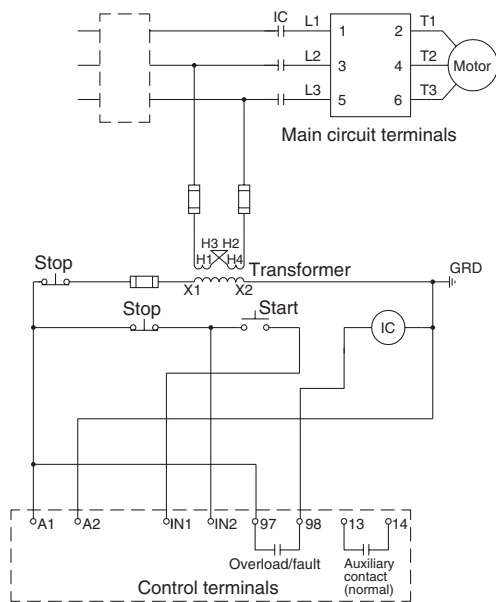 IC L1 1 2 T1
L2 3 4 T2 Motor
L3 5 6 T3
Main circuit terminals
H3 H2
H1 H4
Stop Transformer GRD
X1 X2
Stop Start IC
A1 A2 IN1 IN2 97 98 13 14
Overload/fault Auxiliary
contact
(normal)
Control terminals